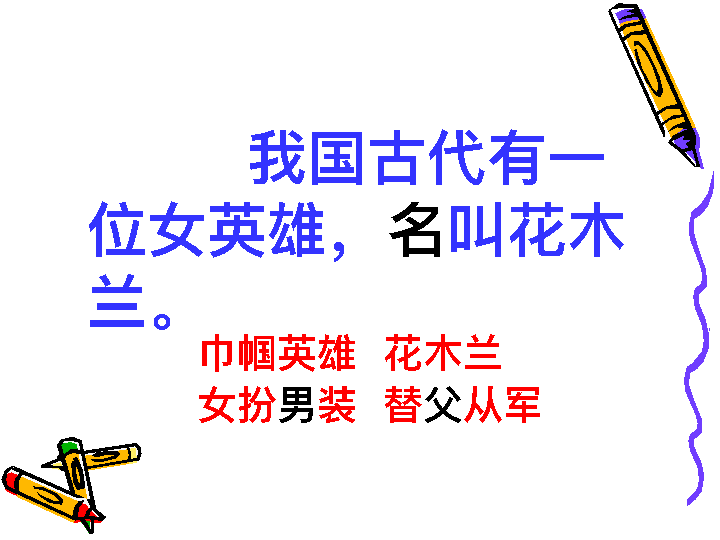 我国古代有一
位女英雄，名叫花木
兰。
巾帼英雄 花木兰
女扮男装 替父从军